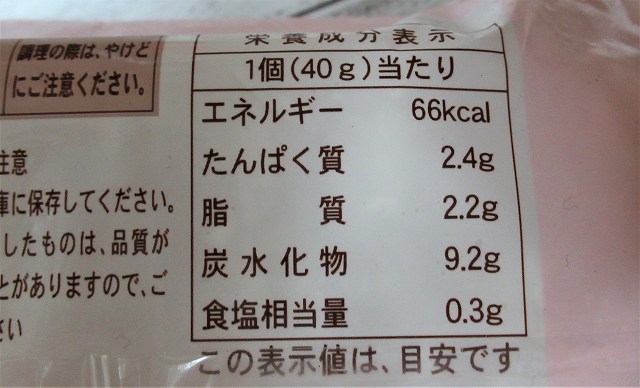 調理の際は、やけど
にご注意ください。
注意
庫に保存してください。
したものは、品質が
とがありますので、ご
さい
栄養成分表示
1個(40g)当たり
エネルギー 66kcal
たんぱく質 2.4g
脂質 2.2g
炭水化物 9.2g
食塩相当量 0.3g
この表示値は、目安です